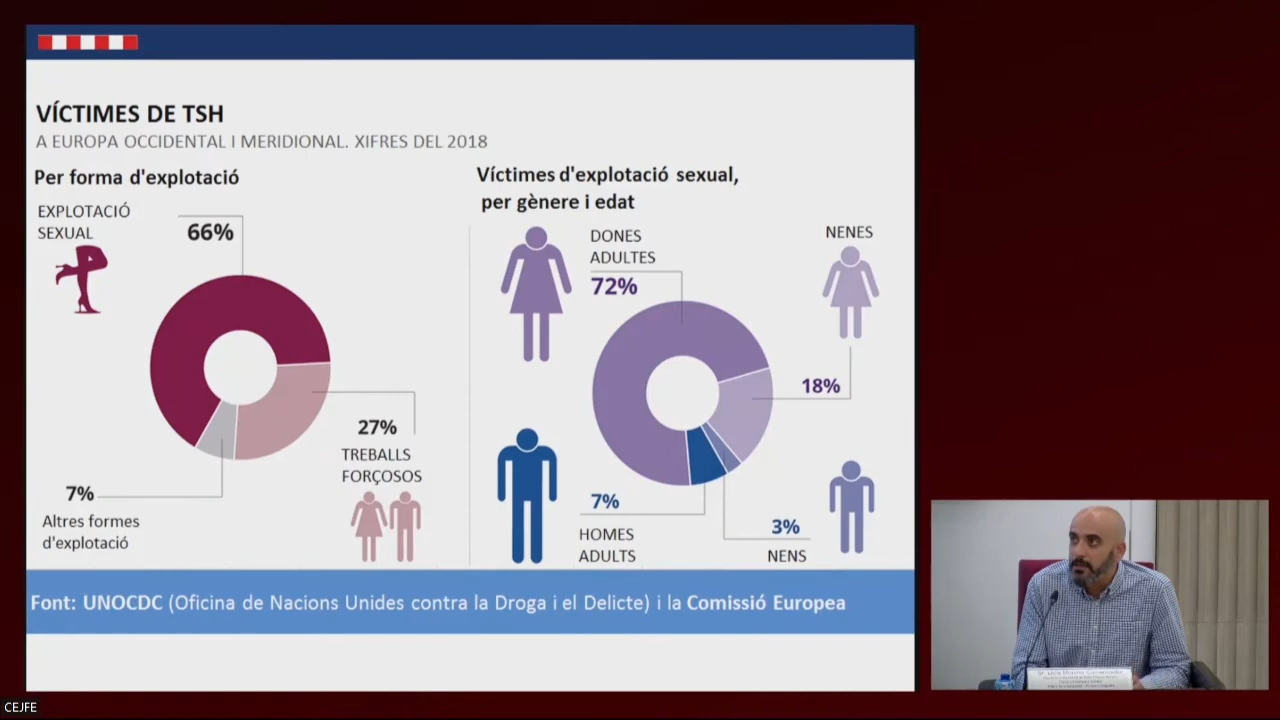 VÍCTIMES DE TSH
A EUROPA OCCIDENTAL I MERIDIONAL. XIFRES DEL 2018
Per forma d'explotació
EXPLOTACIÓ
SEXUAL
66%
27%
TREBALLS
FORÇOSOS
7%
Altres formes
d'explotació
Víctimes d'explotació sexual,
per gènere i edat
DONES
ADULTES
72%
NENES
18%
7%
HOMES
ADULTS
3%
NENS
Font: UNOCDC (Oficina de Nacions Unides contra la Droga i el Delicte) i la Comissió Europea
CEJFE